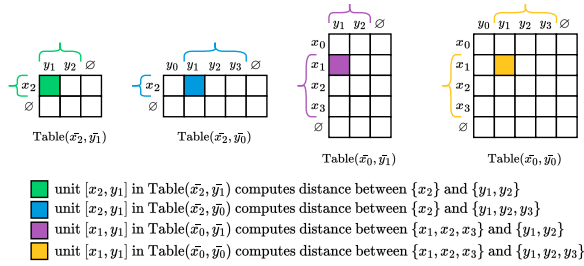 y₁ y₂ ∅
x₂
∅
Table(x̄₂, ȳ₁)
y₀ y₁ y₂ y₃ ∅
x₂
∅
Table(x̄₂, ȳ₀)
y₁ y₂ ∅
x₀
x₁
x₂
x₃
∅
Table(x̄₀, ȳ₁)
y₀ y₁ y₂ y₃ ∅
x₀
x₁
x₂
x₃
∅
Table(x̄₀, ȳ₀)
unit [x₂, y₁] in Table(x̄₂, ȳ₁) computes distance between {x₂} and {y₁, y₂}
unit [x₂, y₁] in Table(x̄₂, ȳ₀) computes distance between {x₂} and {y₁, y₂, y₃}
unit [x₁, y₁] in Table(x̄₀, ȳ₁) computes distance between {x₁, x₂, x₃} and {y₁, y₂}
unit [x₁, y₁] in Table(x̄₀, ȳ₀) computes distance between {x₁, x₂, x₃} and {y₁, y₂, y₃}